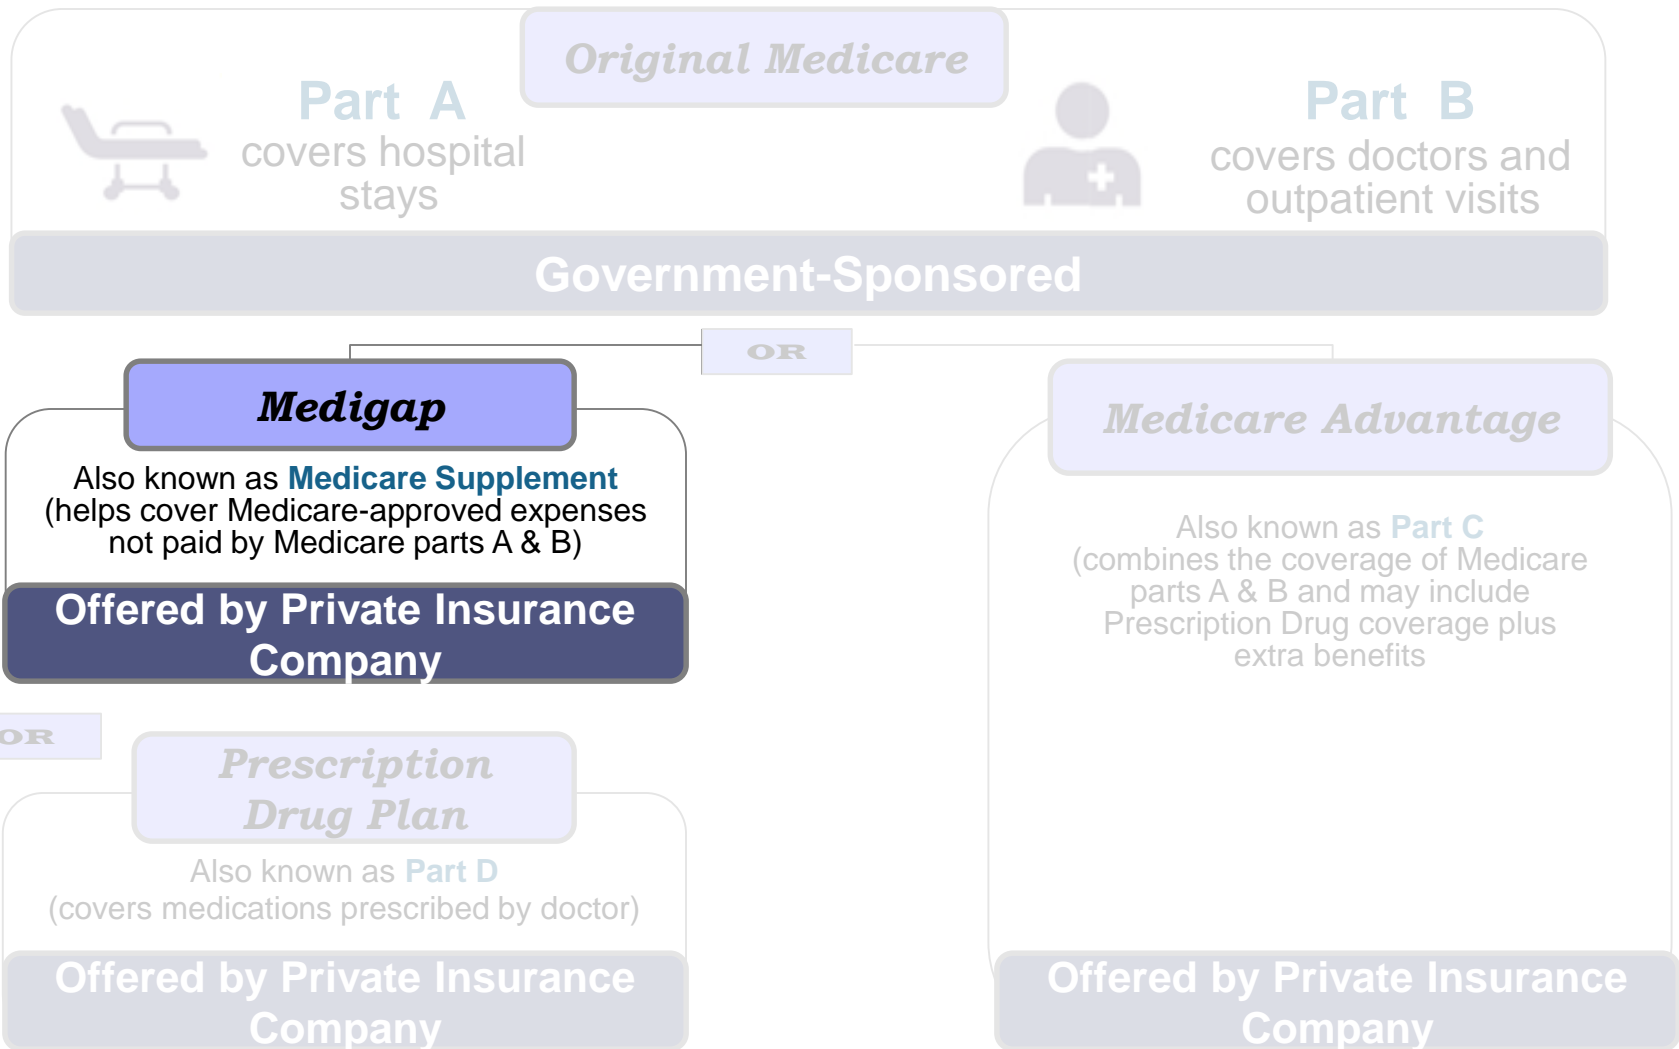 Original Medicare
Part A
covers hospital
stays
Part B
covers doctors and
outpatient visits
Government-Sponsored
OR
Medigap
Also known as Medicare Supplement
(helps cover Medicare-approved expenses
not paid by Medicare parts A & B)
Offered by Private Insurance
Company
Medicare Advantage
Also known as Part C
(combines the coverage of Medicare
parts A & B and may include
Prescription Drug coverage plus
extra benefits
OR
Prescription
Drug Plan
Also known as Part D
(covers medications prescribed by doctor)
Offered by Private Insurance
Company
Offered by Private Insurance
Company